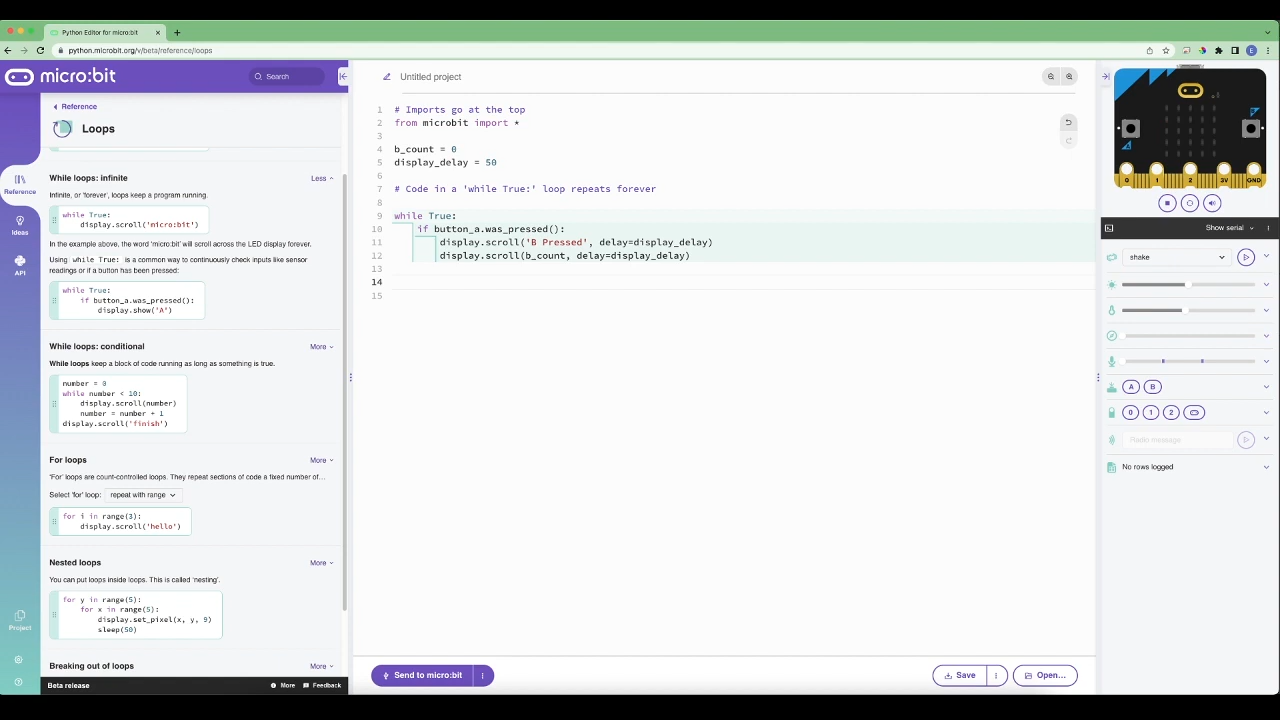 Python Editor for micro:bit
python.microbit.org/v/beta/reference/loops
E
micro:bit
Search
Reference
Loops
Reference
Ideas
API
Project
While loops: infinite
Less
Infinite, or 'forever', loops keep a program running.
while True:
display.scroll('micro:bit')
In the example above, the word 'micro:bit' will scroll across the LED display forever.
Using while True: is a common way to continuously check inputs like sensor
readings or if a button has been pressed:
while True:
if button_a.was_pressed():
display.show('A')
While loops: conditional
More
While loops keep a block of code running as long as something is true.
number = 0
while number < 10:
display.scroll(number)
number = number + 1
display.scroll('finish')
For loops
More
'For' loops are count-controlled loops. They repeat sections of code a fixed number of...
Select 'for' loop: repeat with range
for i in range(3):
display.scroll('hello')
Nested loops
More
You can put loops inside loops. This is called 'nesting'.
for y in range(5):
for x in range(5):
display.set_pixel(x, y, 9)
sleep(50)
Breaking out of loops
More
Beta release
More
Feedback
Untitled project
1 # Imports go at the top
2 from microbit import *
3
4 b_count = 0
5 display_delay = 50
6
7 # Code in a 'while True:' loop repeats forever
8
9 while True:
10 if button_a.was_pressed():
11 display.scroll('B Pressed', delay=display_delay)
12 display.scroll(b_count, delay=display_delay)
13
14
15
Send to micro:bit
Save
Open...
A
B
0 1 2 3V GND
Show serial
shake
A B
0 1 2
Radio message
No rows logged